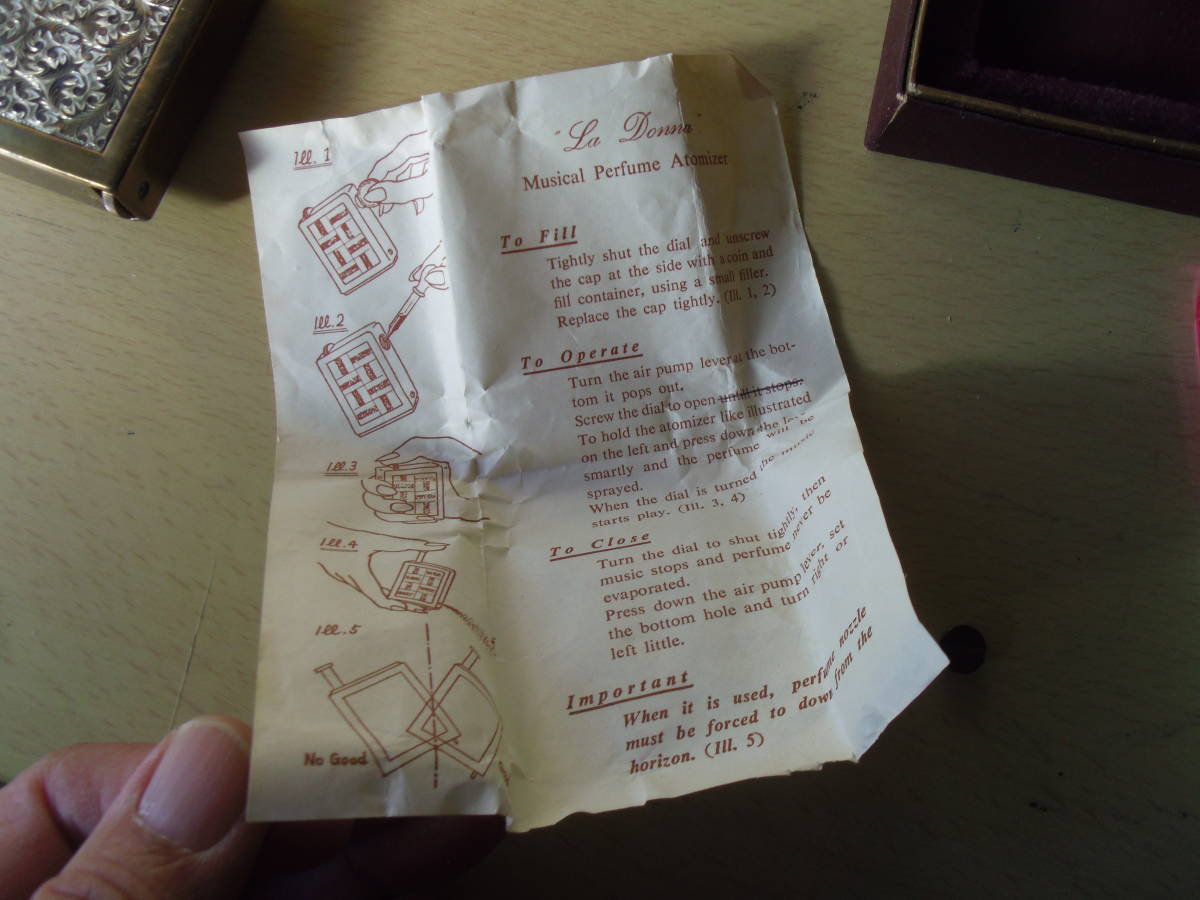 Ill. 1
Ill. 2
Ill. 3
Ill. 4
Ill. 5
No Good
"La Donna"
Musical Perfume Atomizer
To Fill
Tightly shut the dial and unscrew
the cap at the side with a coin and
fill container, using a small filler.
Replace the cap tightly. (Ill. 1, 2)
To Operate
Turn the air pump lever at the bot-
tom it pops out.
Screw the dial to open until it stops.
To hold the atomizer like illustrated
on the left and press down the
smartly and the perfume will be
sprayed.
When the dial is turned the music
starts play. (Ill. 3, 4)
To Close
Turn the dial to shut tightly, then
music stops and perfume never be
evaporated.
Press down the air pump lever, set
the bottom hole and turn right or
left little.
Important
When it is used, perfume nozzle
must be forced to down from the
horizon. (Ill. 5)